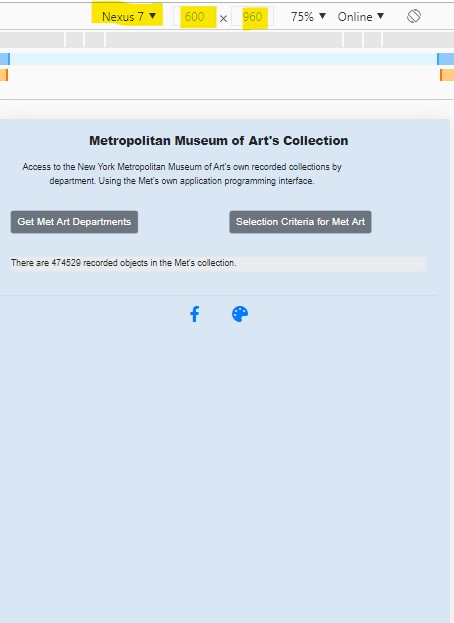 Nexus 7 ▼ 600 × 960 75% ▼ Online ▼
Metropolitan Museum of Art's Collection
Access to the New York Metropolitan Museum of Art's own recorded collections by
department. Using the Met's own application programming interface.
Get Met Art Departments Selection Criteria for Met Art
There are 474529 recorded objects in the Met's collection.